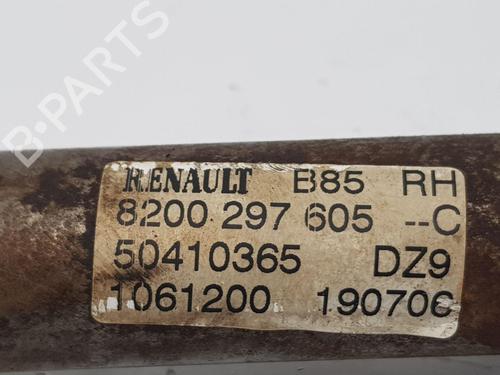 B-PARTS
RENAULT B85 RH
8200 297 605 --C
50410365 DZ9
1061200 190706